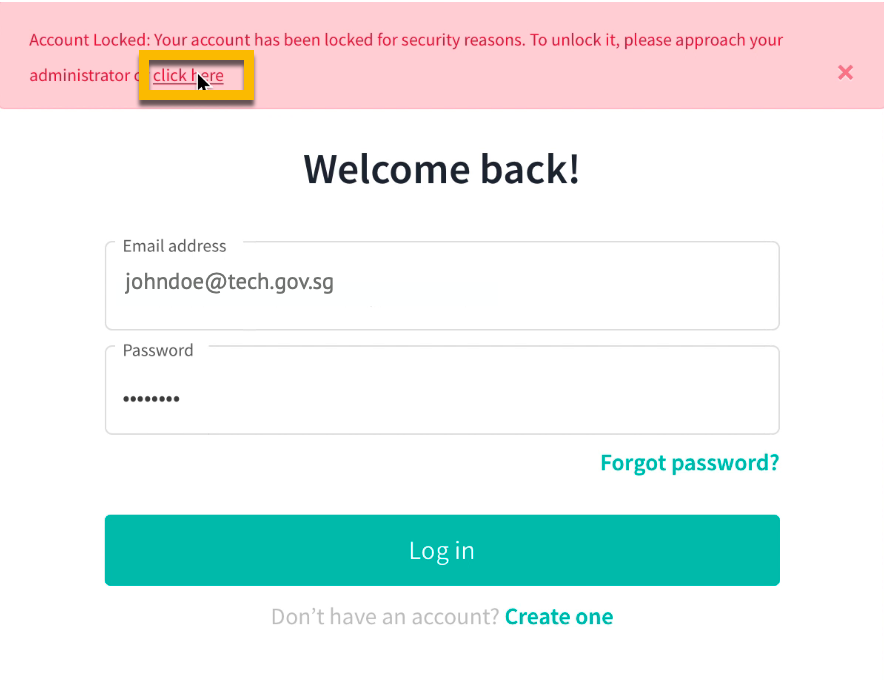 Account Locked: Your account has been locked for security reasons. To unlock it, please approach your
administrator click here
Welcome back!
Email address
johndoe@tech.gov.sg
Password
Forgot password?
Log in
Don't have an account? Create one